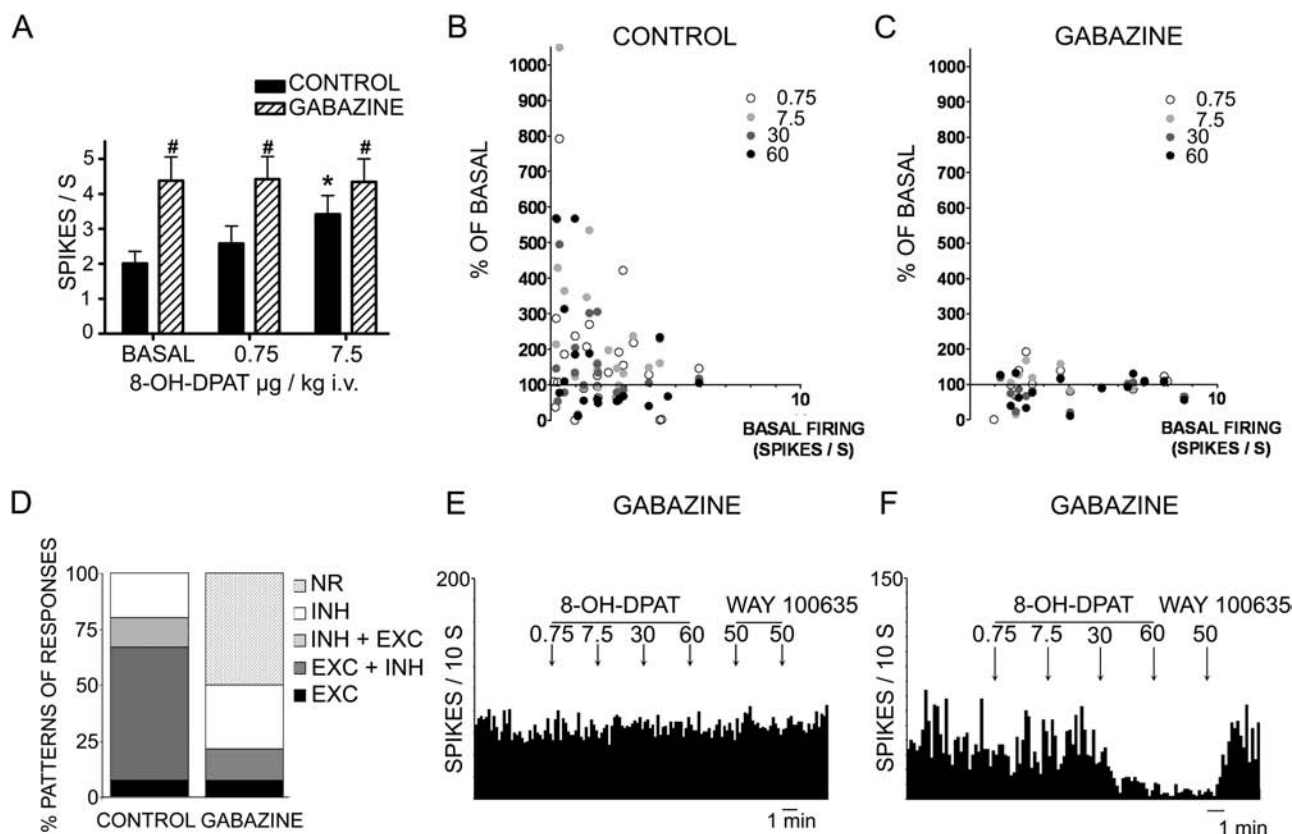 A
CONTROL
GABAZINE
SPIKES / S
5
4
3
2
1
0
# # * #
BASAL 0.75 7.5
8-OH-DPAT µg / kg i.v.
B
CONTROL
% OF BASAL
1000
900
800
700
600
500
400
300
200
100
0
0.75
7.5
30
60
10
BASAL FIRING
(SPIKES / S)
C
GABAZINE
% OF BASAL
1000
900
800
700
600
500
400
300
200
100
0
0.75
7.5
30
60
10
BASAL FIRING
(SPIKES / S)
D
% PATTERNS OF RESPONSES
100
75
50
25
0
CONTROL GABAZINE
NR
INH
INH + EXC
EXC + INH
EXC
E
GABAZINE
200
SPIKES / 10 S
8-OH-DPAT WAY 100635
0.75 7.5 30 60 50 50
1 min
F
GABAZINE
150
SPIKES / 10 S
8-OH-DPAT WAY 100635
0.75 7.5 30 60 50
1 min